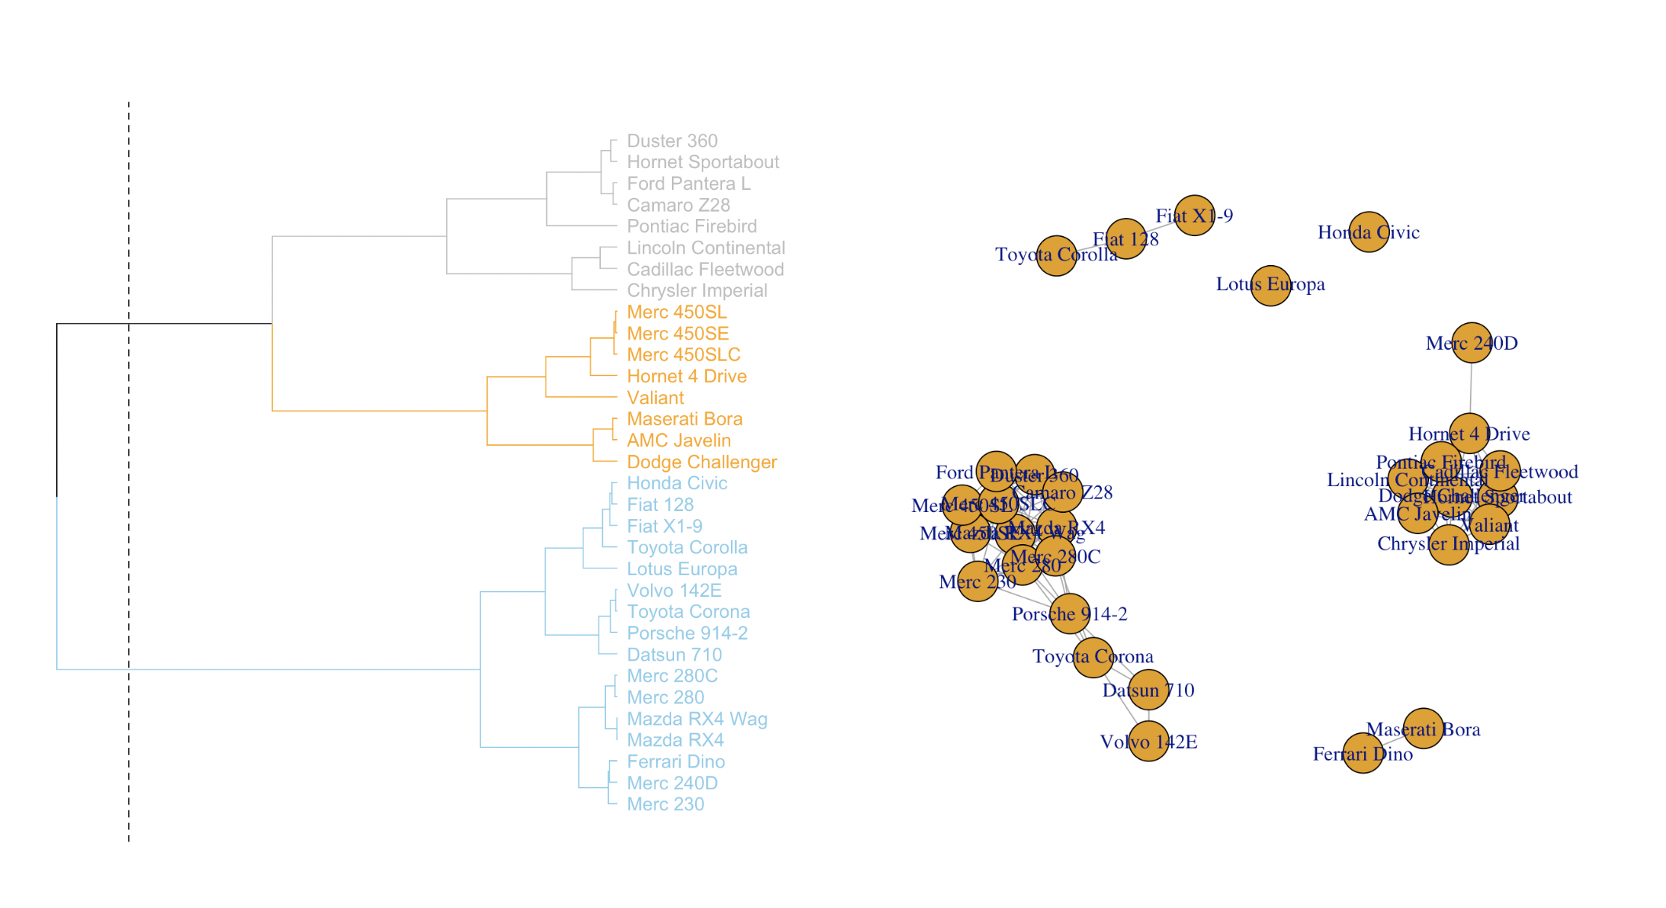 Duster 360
Hornet Sportabout
Ford Pantera L
Camaro Z28
Pontiac Firebird
Lincoln Continental
Cadillac Fleetwood
Chrysler Imperial
Merc 450SL
Merc 450SE
Merc 450SLC
Hornet 4 Drive
Valiant
Maserati Bora
AMC Javelin
Dodge Challenger
Honda Civic
Fiat 128
Fiat X1-9
Toyota Corolla
Lotus Europa
Volvo 142E
Toyota Corona
Porsche 914-2
Datsun 710
Merc 280C
Merc 280
Mazda RX4 Wag
Mazda RX4
Ferrari Dino
Merc 240D
Merc 230
Fiat X1-9
Fiat 128
Toyota Corolla
Honda Civic
Lotus Europa
Merc 240D
Hornet 4 Drive
Pontiac Firebird
Cadillac Fleetwood
Lincoln Continental
Dodge Challenger
Hornet Sportabout
AMC Javelin
Valiant
Chrysler Imperial
Ford Pantera L
Duster 360
Camaro Z28
Merc 450SLC
Merc 450SL
Mazda RX4
Merc 450SE
Mazda RX4 Wag
Merc 280C
Merc 280
Merc 230
Porsche 914-2
Toyota Corona
Datsun 710
Volvo 142E
Maserati Bora
Ferrari Dino